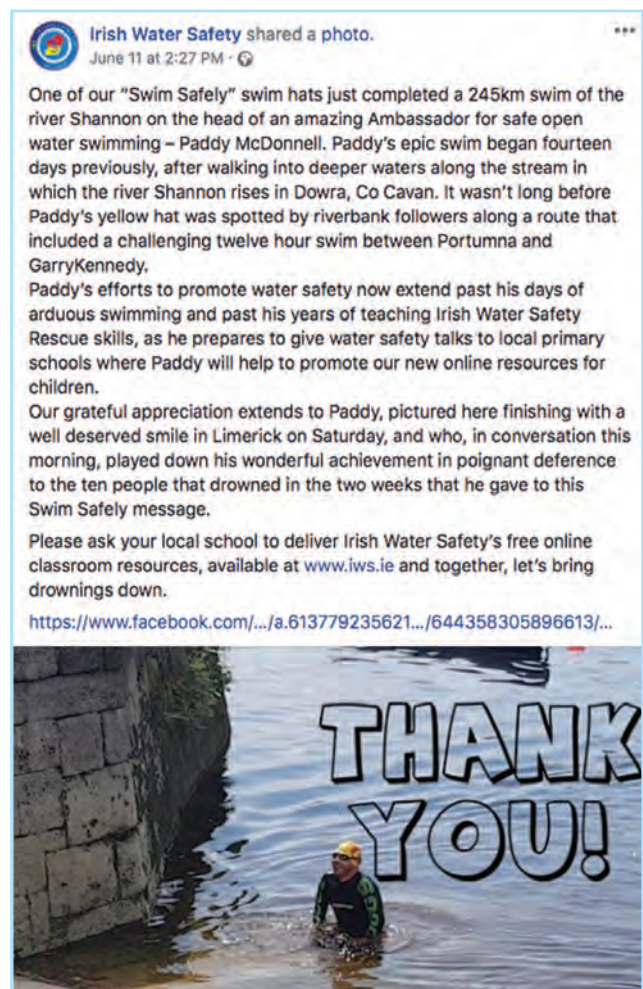 Irish Water Safety shared a photo.
June 11 at 2:27 PM ·
One of our “Swim Safely” swim hats just completed a 245km swim of the
river Shannon on the head of an amazing Ambassador for safe open
water swimming – Paddy McDonnell. Paddy’s epic swim began fourteen
days previously, after walking into deeper waters along the stream in
which the river Shannon rises in Dowra, Co Cavan. It wasn’t long before
Paddy’s yellow hat was spotted by riverbank followers along a route that
included a challenging twelve hour swim between Portumna and
GarryKennedy.
Paddy’s efforts to promote water safety now extend past his days of
arduous swimming and past his years of teaching Irish Water Safety
Rescue skills, as he prepares to give water safety talks to local primary
schools where Paddy will help to promote our new online resources for
children.
Our grateful appreciation extends to Paddy, pictured here finishing with a
well deserved smile in Limerick on Saturday, and who, in conversation this
morning, played down his wonderful achievement in poignant deference
to the ten people that drowned in the two weeks that he gave to this
Swim Safely message.
Please ask your local school to deliver Irish Water Safety’s free online
classroom resources, available at www.iws.ie and together, let’s bring
drownings down.
https://www.facebook.com/.../a.613779235621.../644358305896613/...
THANK
YOU!